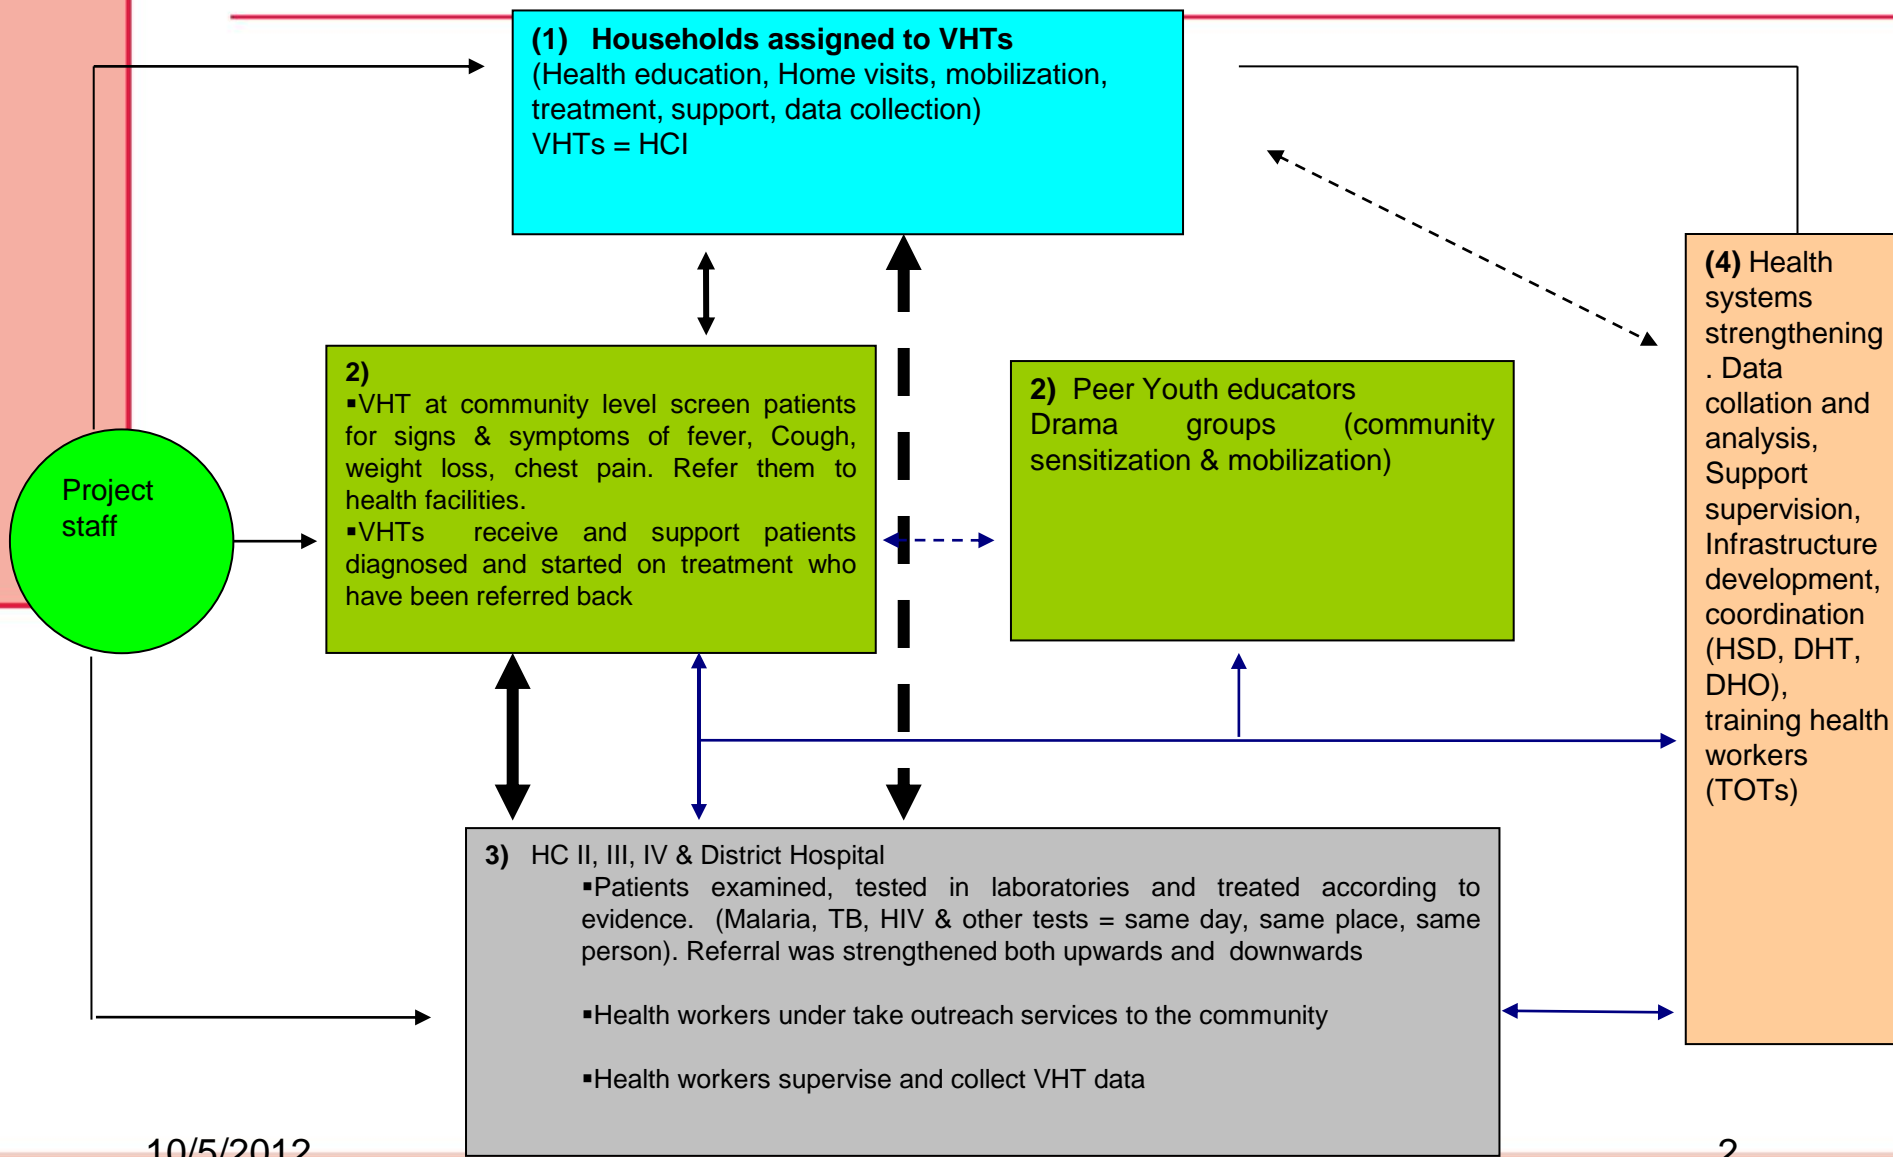 (1) Households assigned to VHTs
(Health education, Home visits, mobilization,
treatment, support, data collection)
VHTs = HCI
(4) Health
systems
strengthening
. Data
collation and
analysis,
Support
supervision,
Infrastructure
development,
coordination
(HSD, DHT,
DHO),
training health
workers
(TOTs)
2)
▪VHT at community level screen patients
for signs & symptoms of fever, Cough,
weight loss, chest pain. Refer them to
health facilities.
▪VHTs receive and support patients
diagnosed and started on treatment who
have been referred back
2) Peer Youth educators
Drama groups (community
sensitization & mobilization)
Project
staff
3) HC II, III, IV & District Hospital
▪Patients examined, tested in laboratories and treated according to
evidence. (Malaria, TB, HIV & other tests = same day, same place, same
person). Referral was strengthened both upwards and downwards
▪Health workers under take outreach services to the community
▪Health workers supervise and collect VHT data
10/5/2012
2